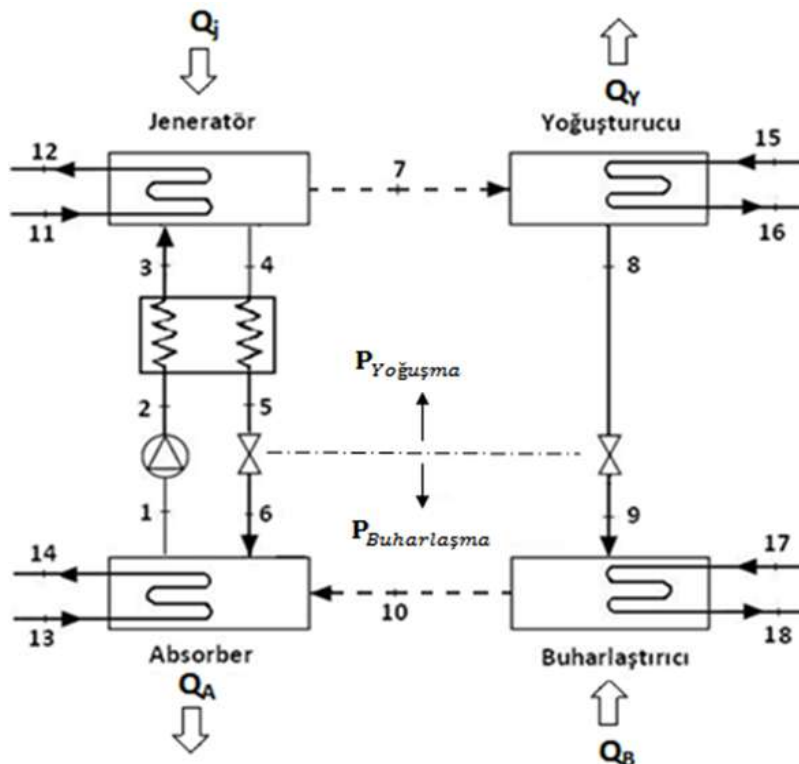 Qj
QY
Jeneratör
Yoğuşturucu
12
7
15
11
16
3
4
8
PYoğuşma
2
5
1
6
9
PBuharlaşma
14
17
13
10
18
Absorber
Buharlaştırıcı
QA
QB